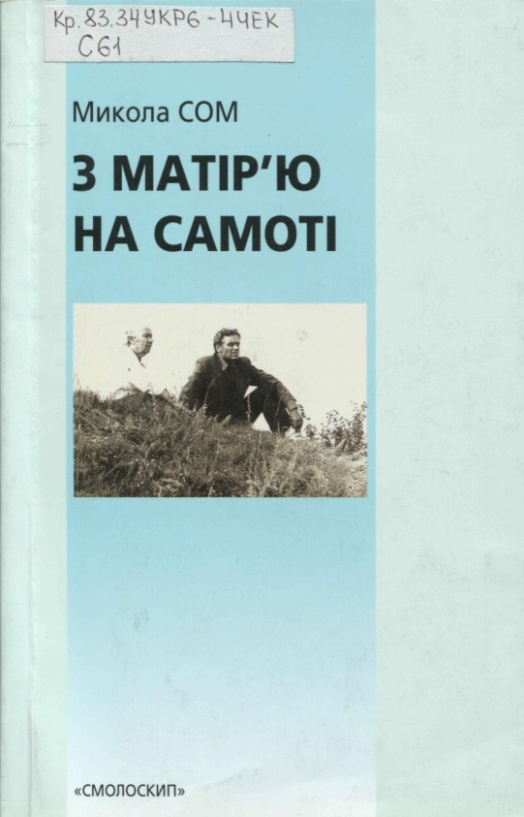 Кр. 83.34УКР6-4ЧЕК
С61
Микола СОМ
З МАТІР'Ю
НА САМОТІ
«СМОЛОСКИП»